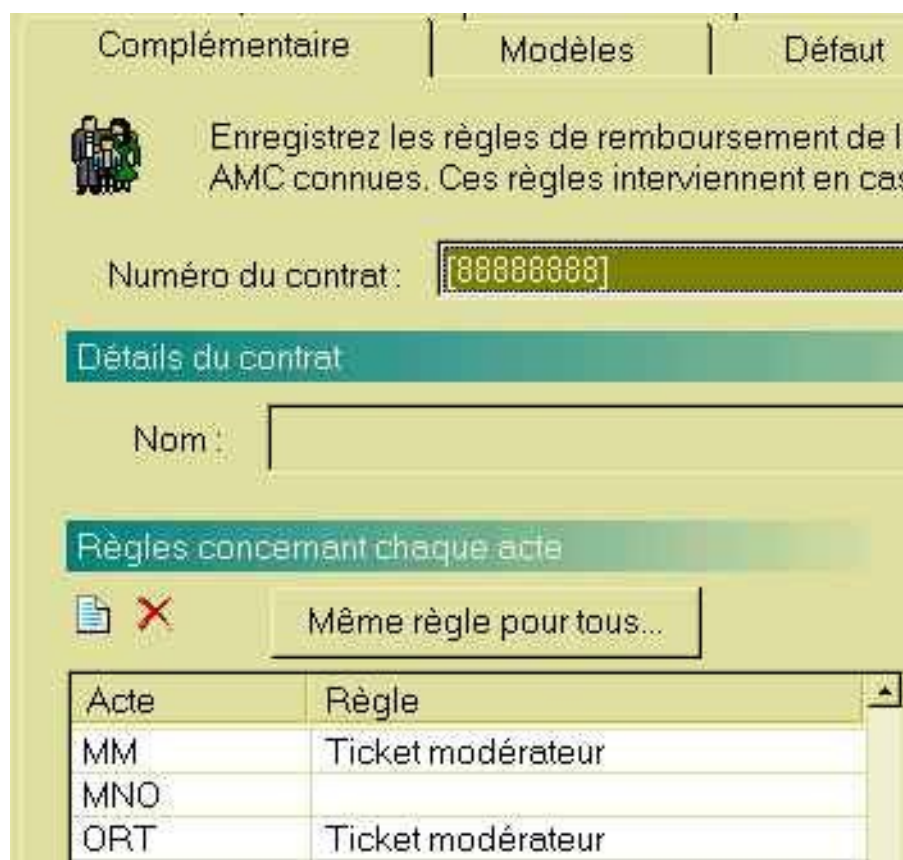 Complémentaire Modèles Défaut
Enregistrez les règles de remboursement de l
AMC connues. Ces règles interviennent en cas
Numéro du contrat : [88888888]
Détails du contrat
Nom :
Règles concernant chaque acte
Même règle pour tous...
Acte Règle
MM Ticket modérateur
MNO
ORT Ticket modérateur